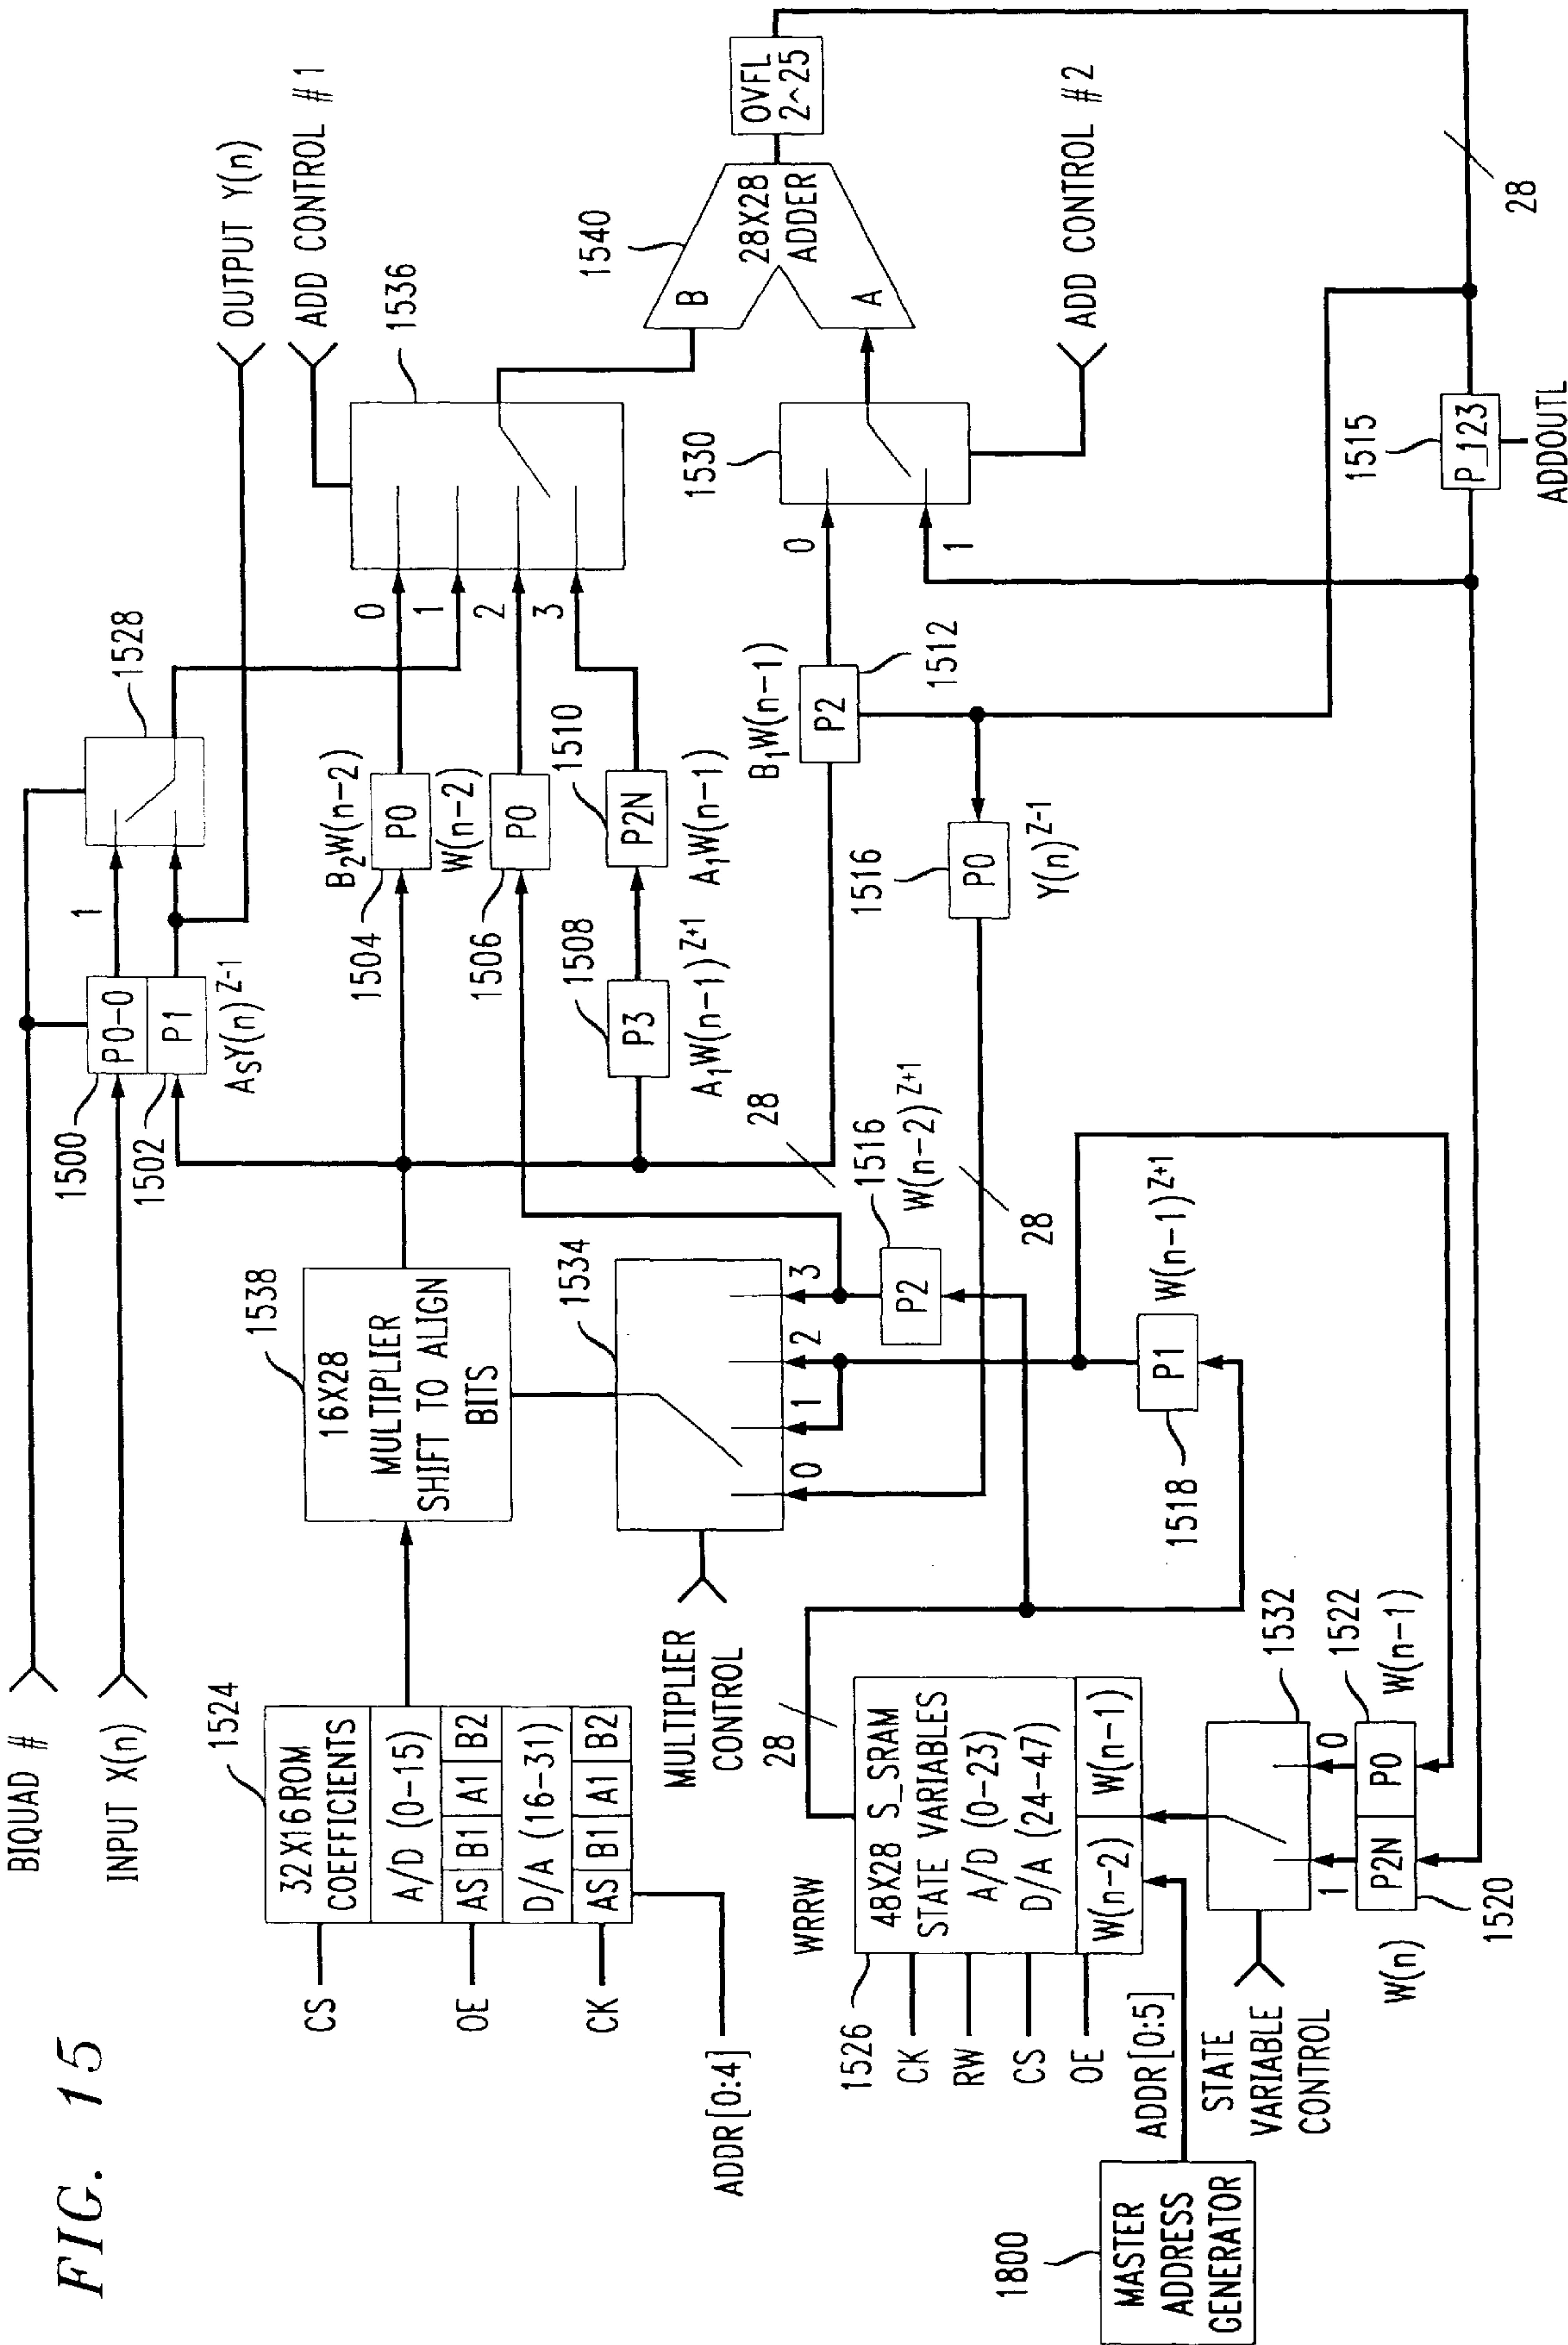 FIG. 15
BIQUAD #
INPUT X(n)
1500
P0-0
1
1502
P1
AₛY(n)ᶻ⁻¹
1528
OUTPUT Y(n)
ADD CONTROL #1
1524
32X16 ROM
COEFFICIENTS
A/D (0-15)
AS B1 A1 B2
D/A (16-31)
AS B1 A1 B2
CS
OE
CK
ADDR[0:4]
1538
16X28
MULTIPLIER
SHIFT TO ALIGN
BITS
1534
0
1
2
3
MULTIPLIER
CONTROL
1504
P0
B₂W(n-2)
1506
P0
W(n-2)
1508
P3
A₁W(n-1)ᶻ⁺¹
1510
P2N
A₁W(n-1)
0
1
2
3
1536
B
28X28
ADDER
A
1540
OVFL
2^25
B₁W(n-1)
P2
1512
0
1
1530
ADD CONTROL #2
28
1516
P2
W(n-2)ᶻ⁺¹
28
1516
P0
Y(n)ᶻ⁻¹
P1
1518
W(n-1)ᶻ⁺¹
28
WRRW
1526
48X28 S_SRAM
STATE VARIABLES
A/D (0-23)
D/A (24-47)
W(n-2) W(n-1)
CK
RW
CS
OE
ADDR[0:5]
1800
MASTER
ADDRESS
GENERATOR
STATE
VARIABLE
CONTROL
1532
1
0
P2N
P0
1520
1522
W(n)
W(n-1)
1515
P_123
ADDOUTL
28